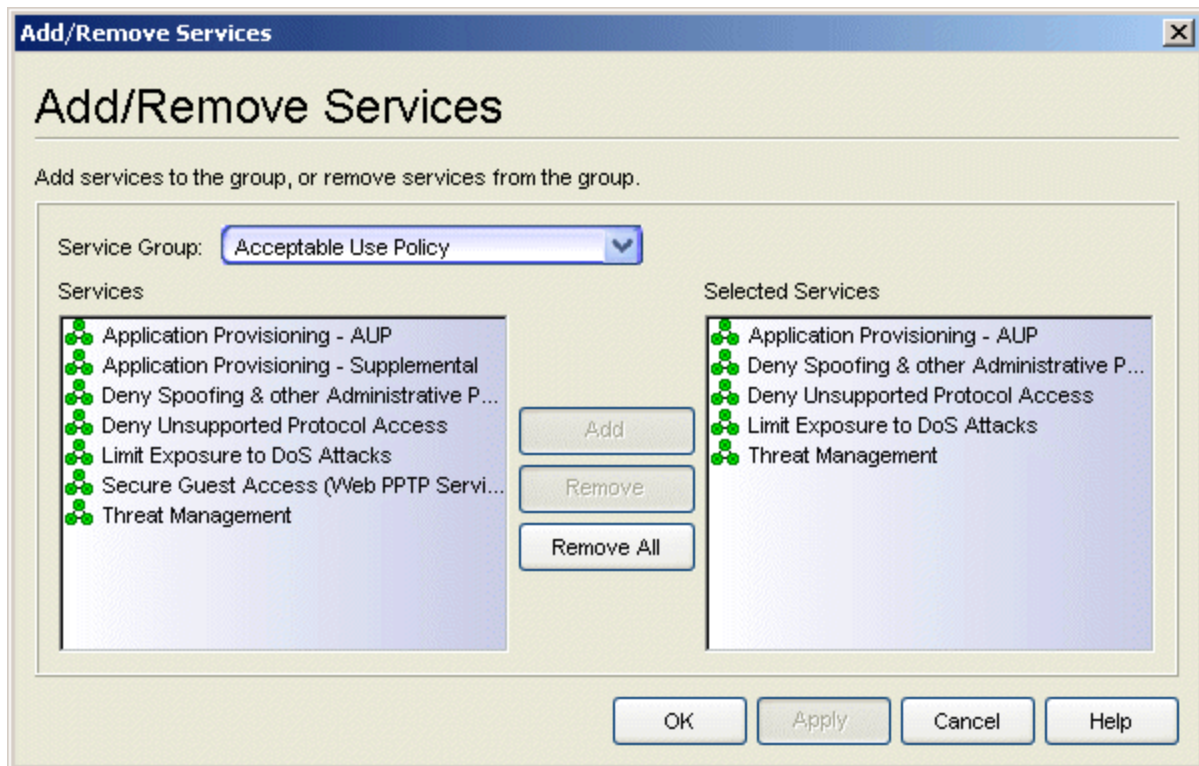 Add/Remove Services
Add/Remove Services
Add services to the group, or remove services from the group.
Service Group: Acceptable Use Policy
Services
Application Provisioning - AUP
Application Provisioning - Supplemental
Deny Spoofing & other Administrative P...
Deny Unsupported Protocol Access
Limit Exposure to DoS Attacks
Secure Guest Access (Web PPTP Servi...
Threat Management
Add
Remove
Remove All
Selected Services
Application Provisioning - AUP
Deny Spoofing & other Administrative P...
Deny Unsupported Protocol Access
Limit Exposure to DoS Attacks
Threat Management
OK
Apply
Cancel
Help